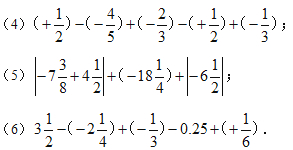 (4) (+1/2)−(−4/5)+(−2/3)−(+1/2)+(−1/3);
(5) |−7 3/8+4 1/2|+(−18 1/4)+|−6 1/2|;
(6) 3 1/2−(−2 1/4)+(−1/3)−0.25+(+1/6).